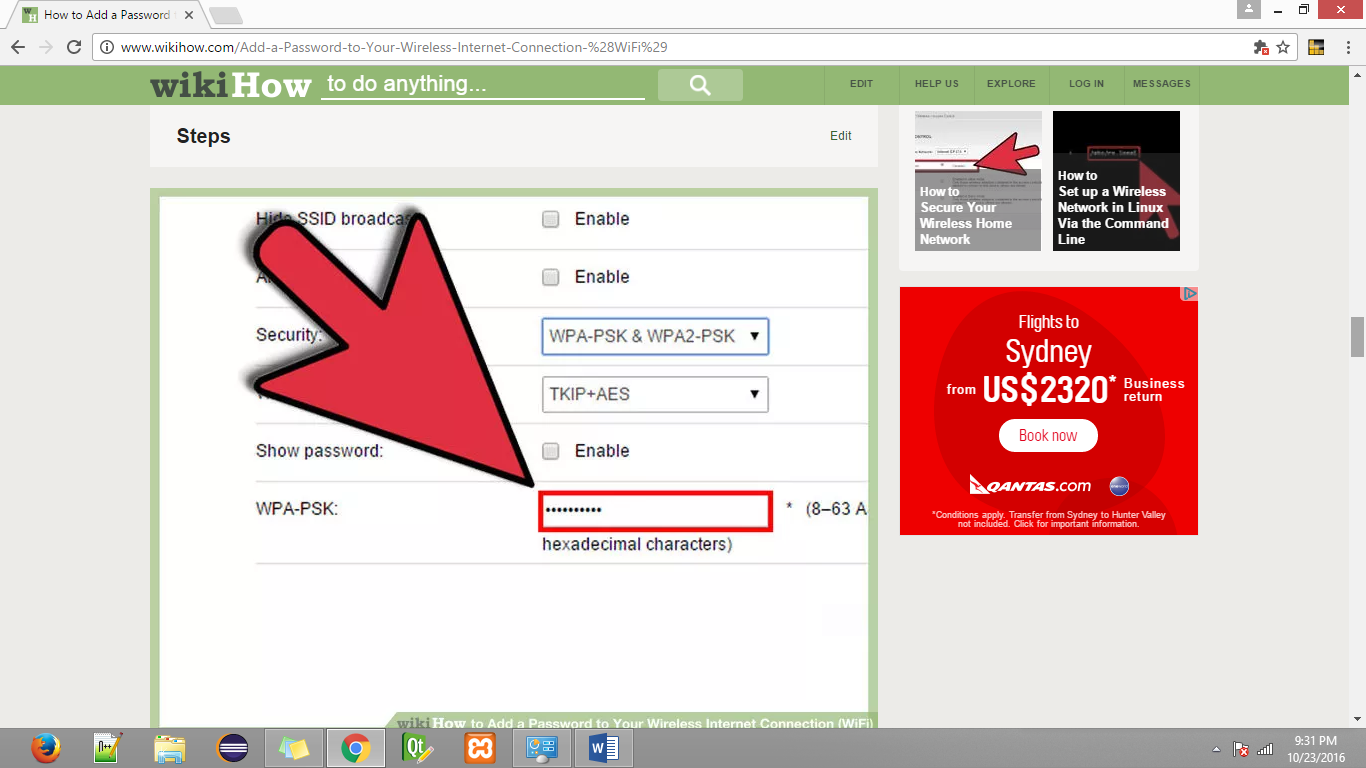 How to Add a Password
www.wikihow.com/Add-a-Password-to-Your-Wireless-Internet-Connection-%28WiFi%29
wikiHow to do anything...
EDIT
HELP US
EXPLORE
LOG IN
MESSAGES
Steps
Edit
Hide SSID broadcas
Enable
Enable
Security:
WPA-PSK & WPA2-PSK
TKIP+AES
Show password:
Enable
WPA-PSK:
••••••••••
* (8–63 A
hexadecimal characters)
wikiHow to Add a Password to Your Wireless Internet Connection (WiFi)
How to
Secure Your
Wireless Home
Network
How to
Set up a Wireless
Network in Linux
Via the Command
Line
Flights to
Sydney
from US$2320* Business
return
Book now
QANTAS.COM
*Conditions apply. Transfer from Sydney to Hunter Valley
not included. Click for important information.
9:31 PM
10/23/2016